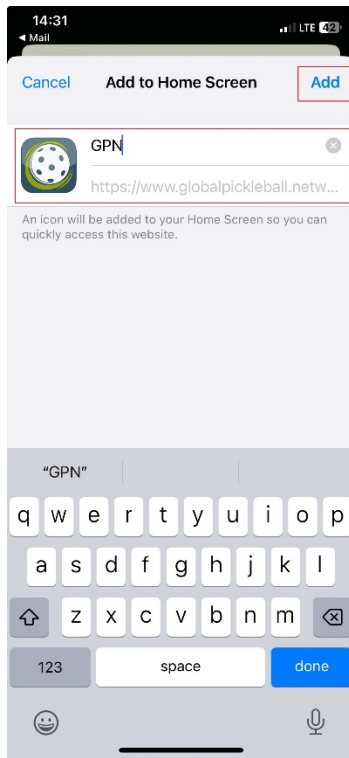 14:31
LTE 42
◀ Mail
Cancel Add to Home Screen Add
GPN
https://www.globalpickleball.netw...
An icon will be added to your Home Screen so you can
quickly access this website.
“GPN”
q w e r t y u i o p
a s d f g h j k l
z x c v b n m
123 space done